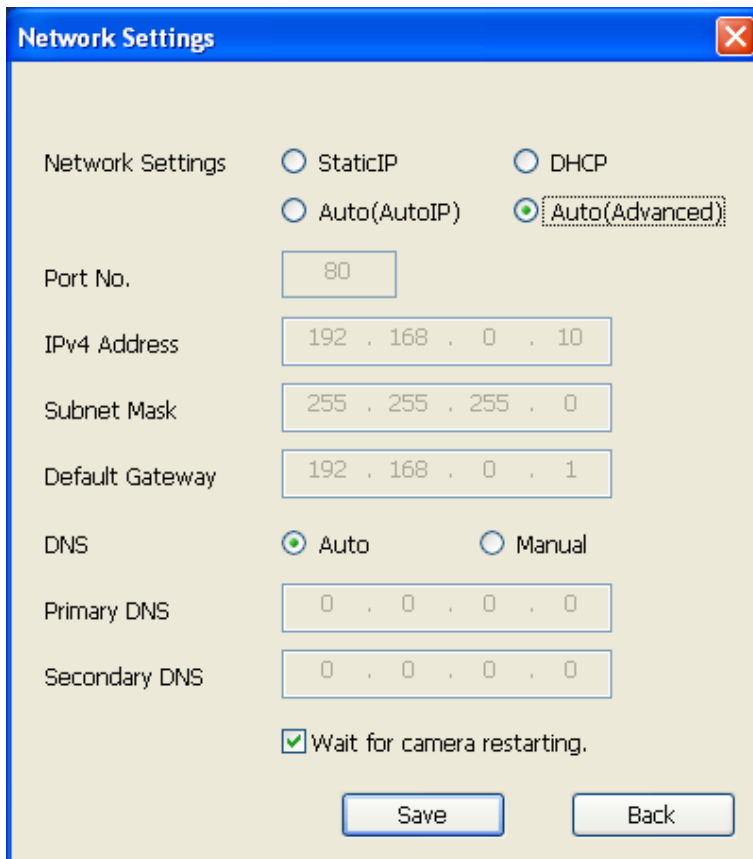 Network Settings
Network Settings StaticIP DHCP
Auto(AutoIP) Auto(Advanced)
Port No. 80
IPv4 Address 192 . 168 . 0 . 10
Subnet Mask 255 . 255 . 255 . 0
Default Gateway 192 . 168 . 0 . 1
DNS Auto Manual
Primary DNS 0 . 0 . 0 . 0
Secondary DNS 0 . 0 . 0 . 0
Wait for camera restarting.
Save Back